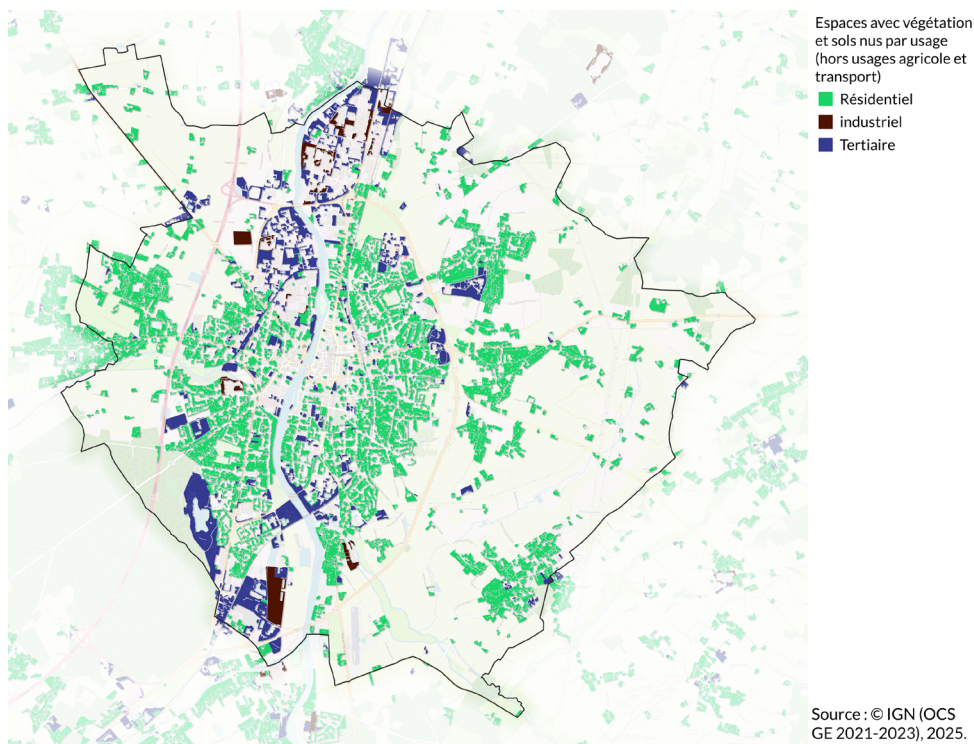 Espaces avec végétation
et sols nus par usage
(hors usages agricole et
transport)
Résidentiel
industriel
Tertiaire
Source : © IGN (OCS
GE 2021-2023), 2025.